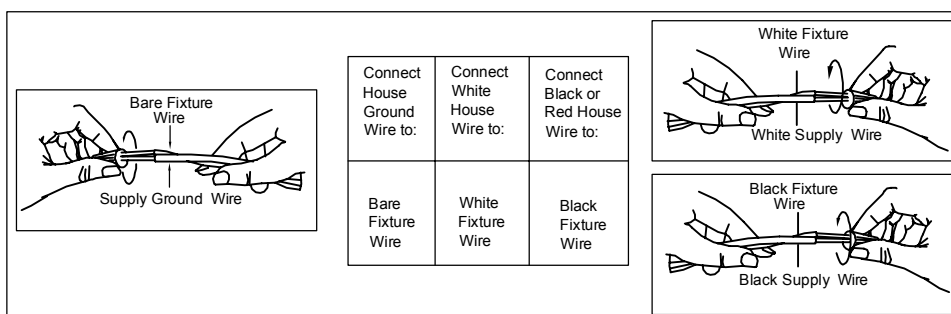 Bare Fixture
Wire
Supply Ground Wire
Connect
House
Ground
Wire to:
Connect
White
House
Wire to:
Connect
Black or
Red House
Wire to:
Bare
Fixture
Wire
White
Fixture
Wire
Black
Fixture
Wire
White Fixture
Wire
White Supply Wire
Black Fixture
Wire
Black Supply Wire